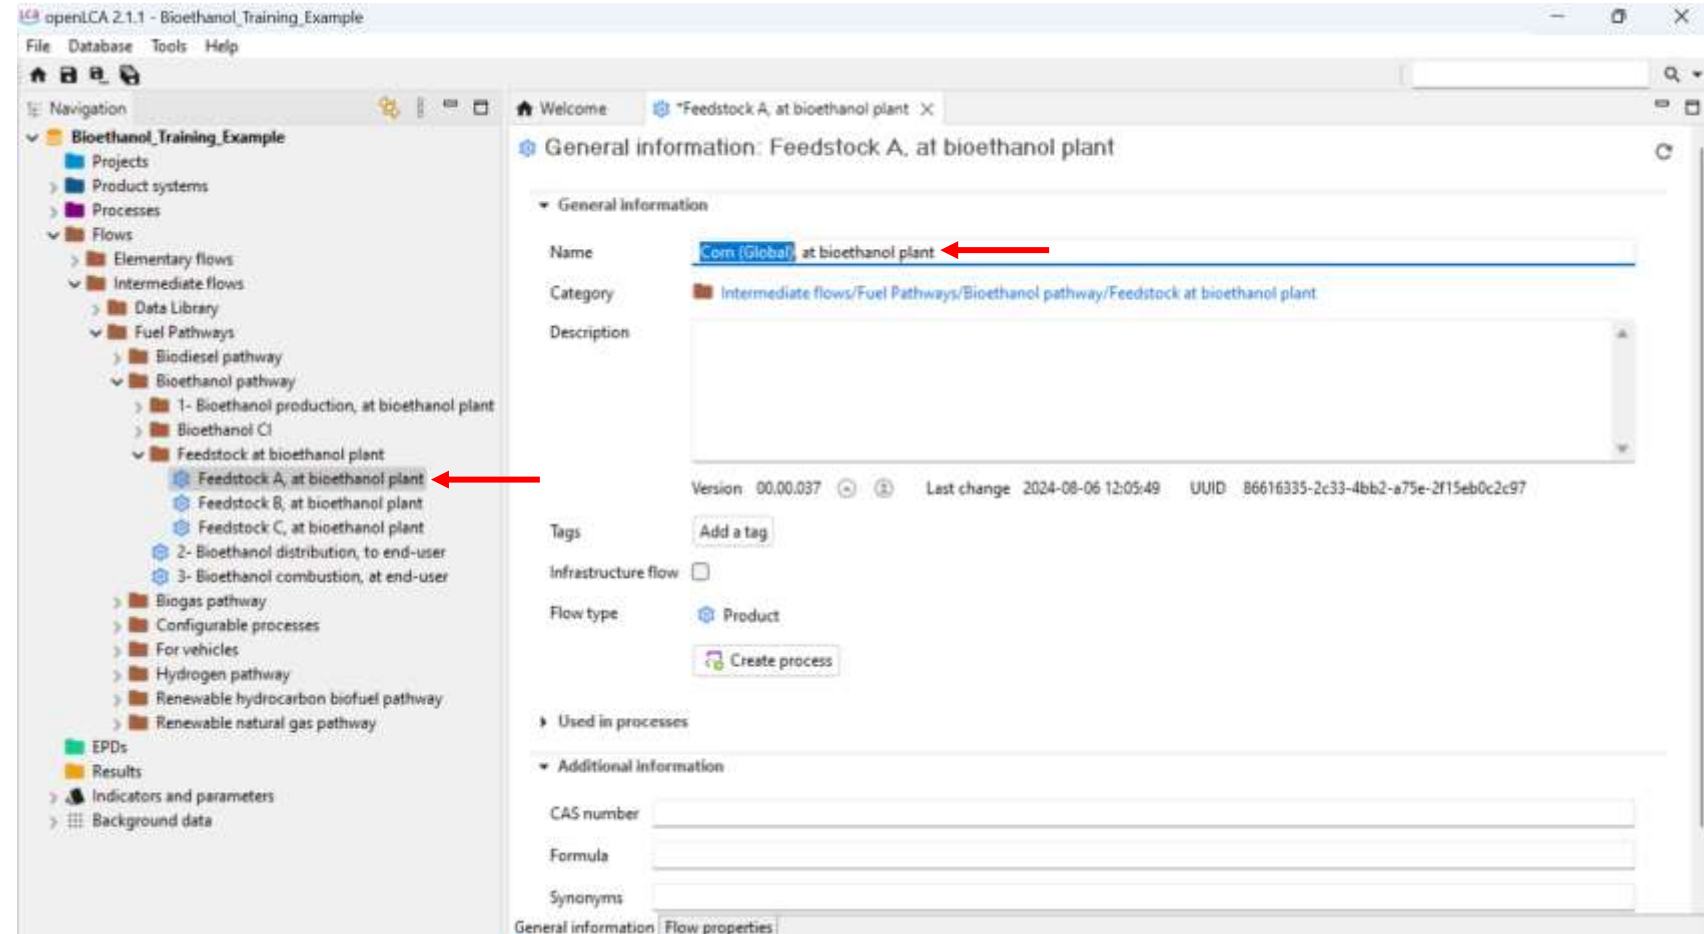 LCA openLCA 2.1.1 - Bioethanol_Training_Example
File Database Tools Help
Navigation
Bioethanol_Training_Example
Projects
Product systems
Processes
Flows
Elementary flows
Intermediate flows
Data Library
Fuel Pathways
Biodiesel pathway
Bioethanol pathway
1- Bioethanol production, at bioethanol plant
Bioethanol CI
Feedstock at bioethanol plant
Feedstock A, at bioethanol plant
Feedstock B, at bioethanol plant
Feedstock C, at bioethanol plant
2- Bioethanol distribution, to end-user
3- Bioethanol combustion, at end-user
Biogas pathway
Configurable processes
For vehicles
Hydrogen pathway
Renewable hydrocarbon biofuel pathway
Renewable natural gas pathway
EPDs
Results
Indicators and parameters
Background data
Welcome *Feedstock A, at bioethanol plant
General information: Feedstock A, at bioethanol plant
General information
Name Corn (Global), at bioethanol plant
Category Intermediate flows/Fuel Pathways/Bioethanol pathway/Feedstock at bioethanol plant
Description
Version 00.00.037 Last change 2024-08-06 12:05:49 UUID 86616335-2c33-4bb2-a75e-2f15eb0c2c97
Tags Add a tag
Infrastructure flow
Flow type Product
Create process
Used in processes
Additional information
CAS number
Formula
Synonyms
General information Flow properties